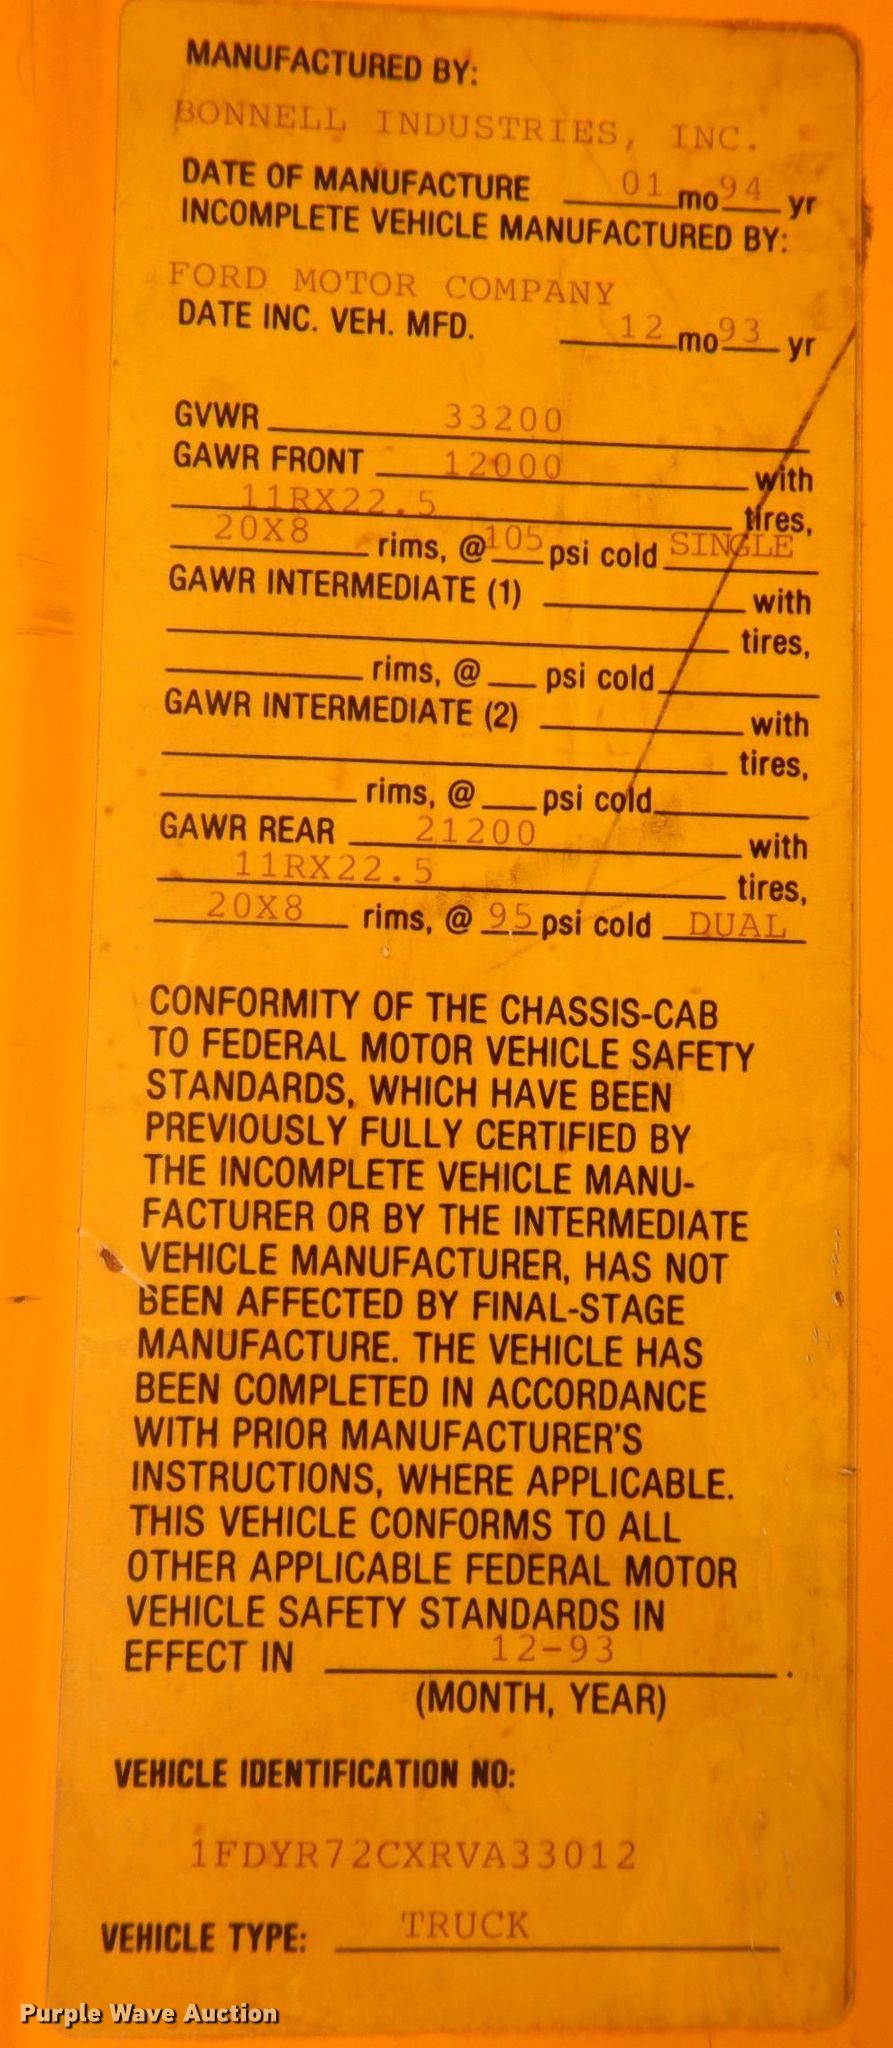 MANUFACTURED BY:
BONNELL INDUSTRIES, INC.
DATE OF MANUFACTURE 01 mo 94 yr
INCOMPLETE VEHICLE MANUFACTURED BY:
FORD MOTOR COMPANY
DATE INC. VEH. MFD. 12 mo 93 yr
GVWR 33200
GAWR FRONT 12000 with
11RX22.5 tires,
20X8 rims, @ 105 psi cold SINGLE
GAWR INTERMEDIATE (1) with
tires,
rims, @ psi cold
GAWR INTERMEDIATE (2) with
tires,
rims, @ psi cold
GAWR REAR 21200 with
11RX22.5 tires,
20X8 rims, @ 95 psi cold DUAL
CONFORMITY OF THE CHASSIS-CAB
TO FEDERAL MOTOR VEHICLE SAFETY
STANDARDS, WHICH HAVE BEEN
PREVIOUSLY FULLY CERTIFIED BY
THE INCOMPLETE VEHICLE MANU-
FACTURER OR BY THE INTERMEDIATE
VEHICLE MANUFACTURER, HAS NOT
BEEN AFFECTED BY FINAL-STAGE
MANUFACTURE. THE VEHICLE HAS
BEEN COMPLETED IN ACCORDANCE
WITH PRIOR MANUFACTURER'S
INSTRUCTIONS, WHERE APPLICABLE.
THIS VEHICLE CONFORMS TO ALL
OTHER APPLICABLE FEDERAL MOTOR
VEHICLE SAFETY STANDARDS IN
EFFECT IN 12-93.
(MONTH, YEAR)
VEHICLE IDENTIFICATION NO:
1FDYR72CXRVA33012
VEHICLE TYPE: TRUCK
Purple Wave Auction